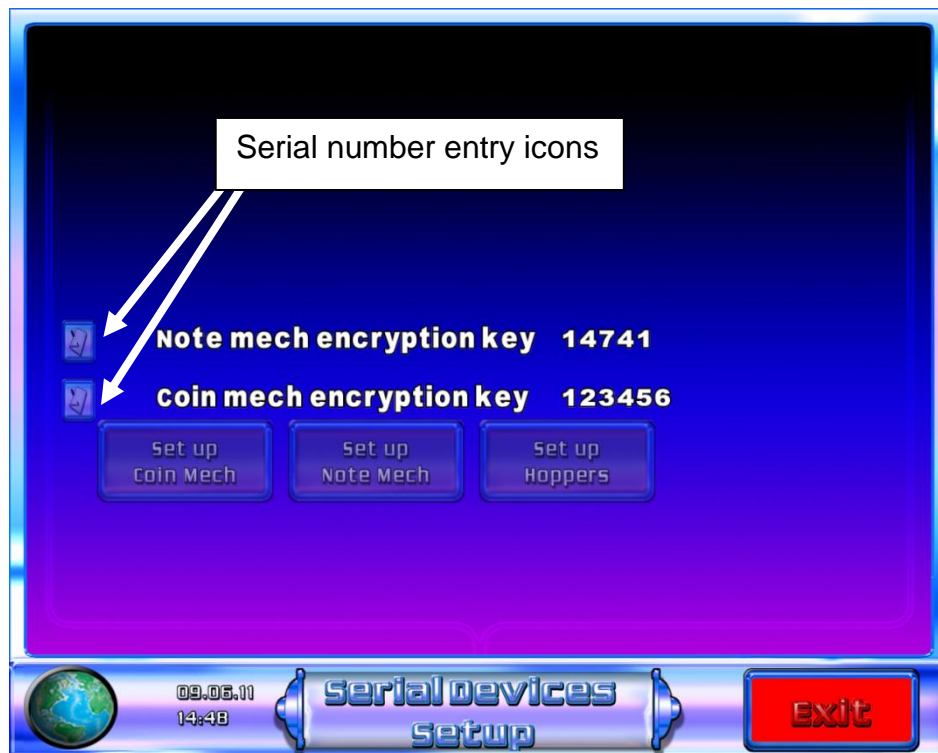 Serial number entry icons
Note mech encryption key 14741
Coin mech encryption key 123456
Set up
Coin Mech
Set up
Note Mech
Set up
Hoppers
09.06.11
14:48
Serial Devices
Setup
Exit